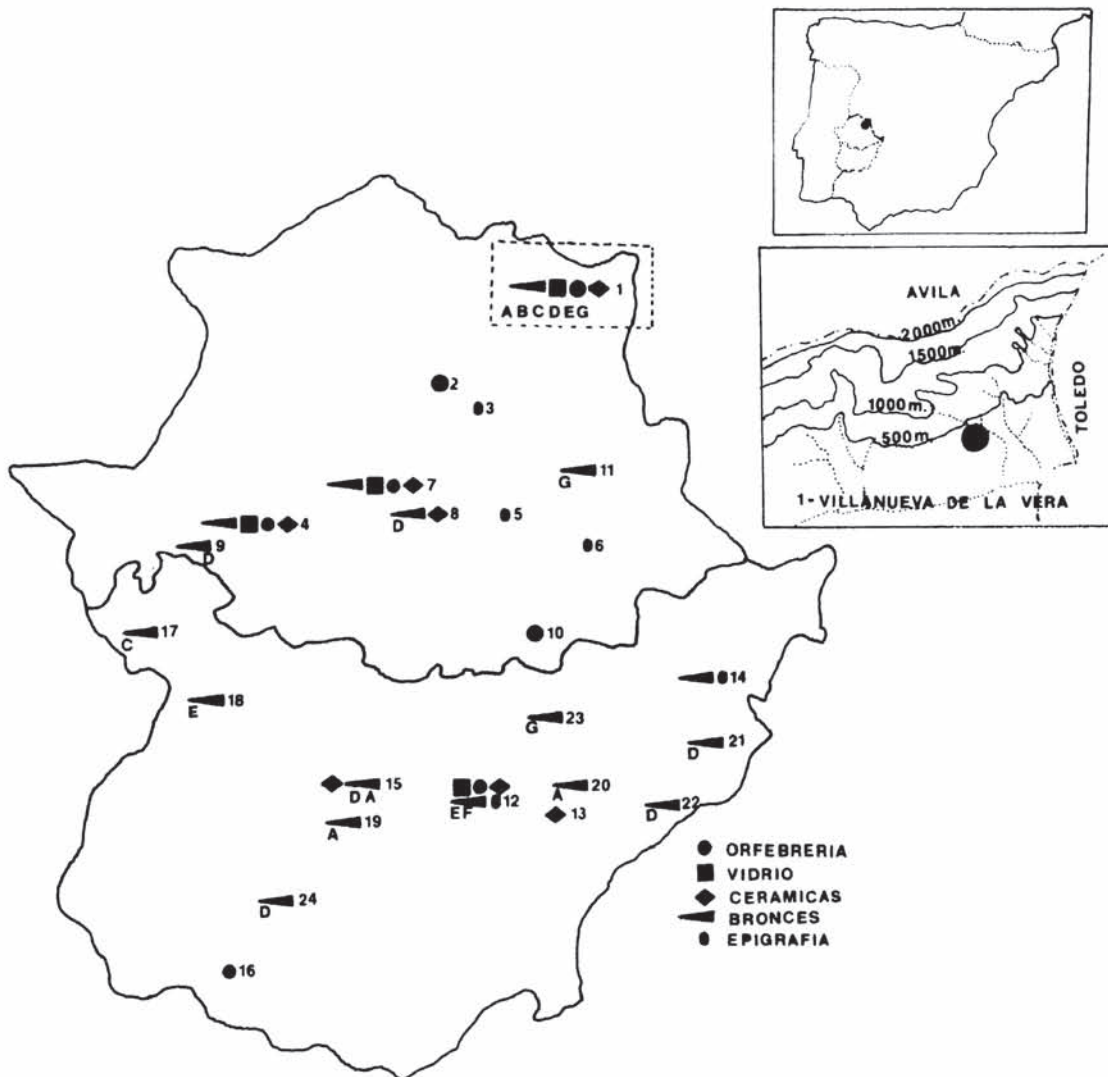 AVILA
2000m.
1500m.
1000m.
500m.
TOLEDO
1-VILLANUEVA DE LA VERA
1
ABCDEG
2
3
11
G
7
8
D
5
4
9
D
6
17
C
10
14
18
E
23
G
21
D
15
D A
12
EF
20
A
13
22
D
19
A
24
D
16
ORFEBRERIA
VIDRIO
CERAMICAS
BRONCES
EPIGRAFIA